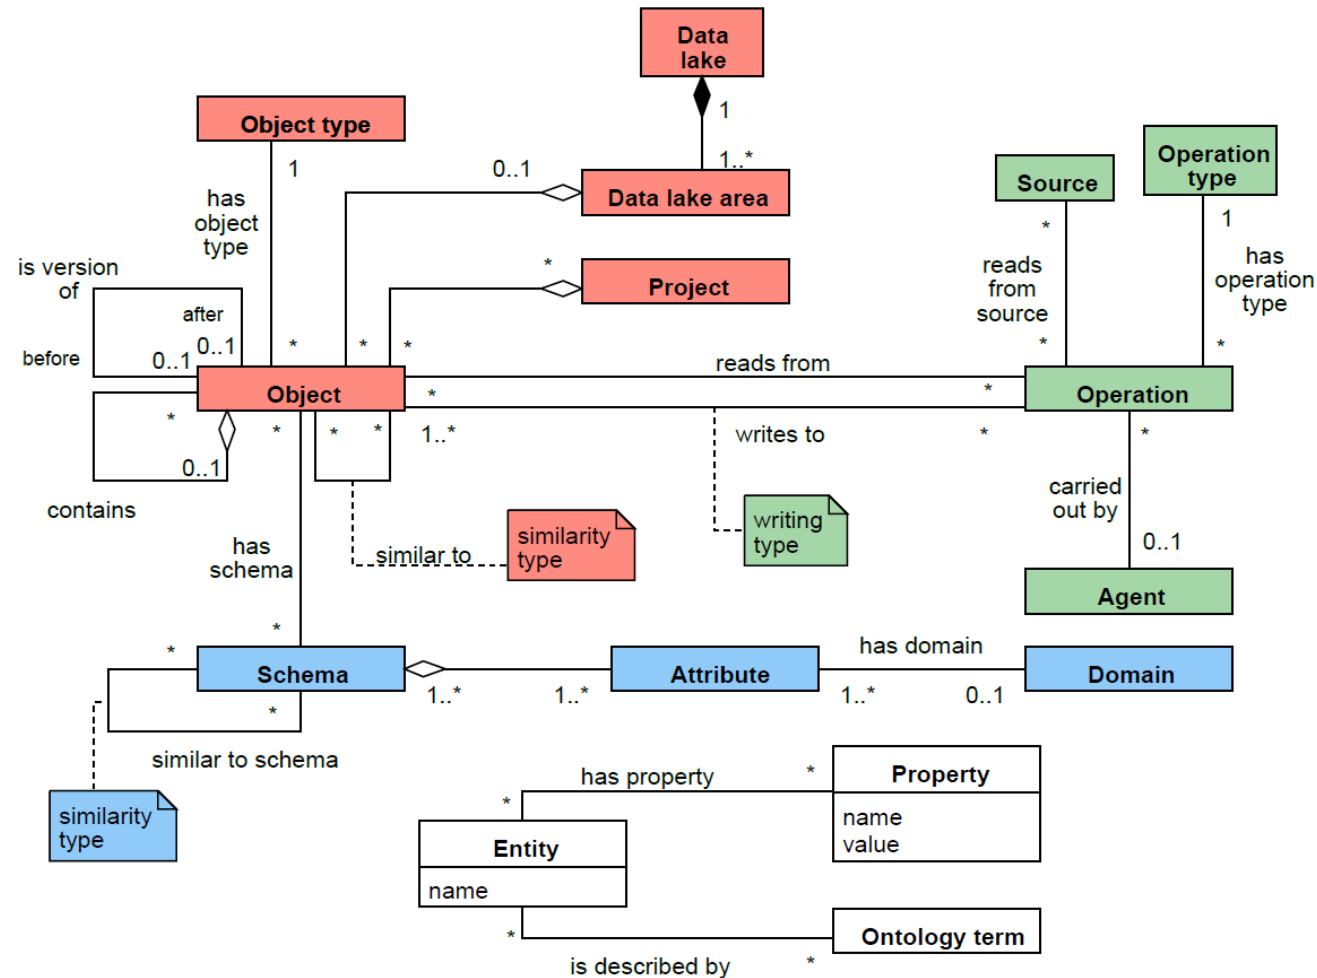 Data
lake
1
1..*
Object type
1
has
object
type
0..1
Data lake area
Source
*
Operation
type
1
reads
from
source
has
operation
type
is version
of
after
before
0..1
0..1
*
*
*
*
Project
*
*
reads from
Object
*
*
Operation
*
0..1
contains
*
*
*
1..*
writes to
*
*
similar to
similarity
type
writing
type
carried
out by
0..1
Agent
has
schema
*
*
Schema
*
similar to schema
similarity
type
1..*
1..*
Attribute
has domain
1..*
0..1
Domain
has property
*
*
Property
name
value
Entity
name
*
is described by
*
Ontology term